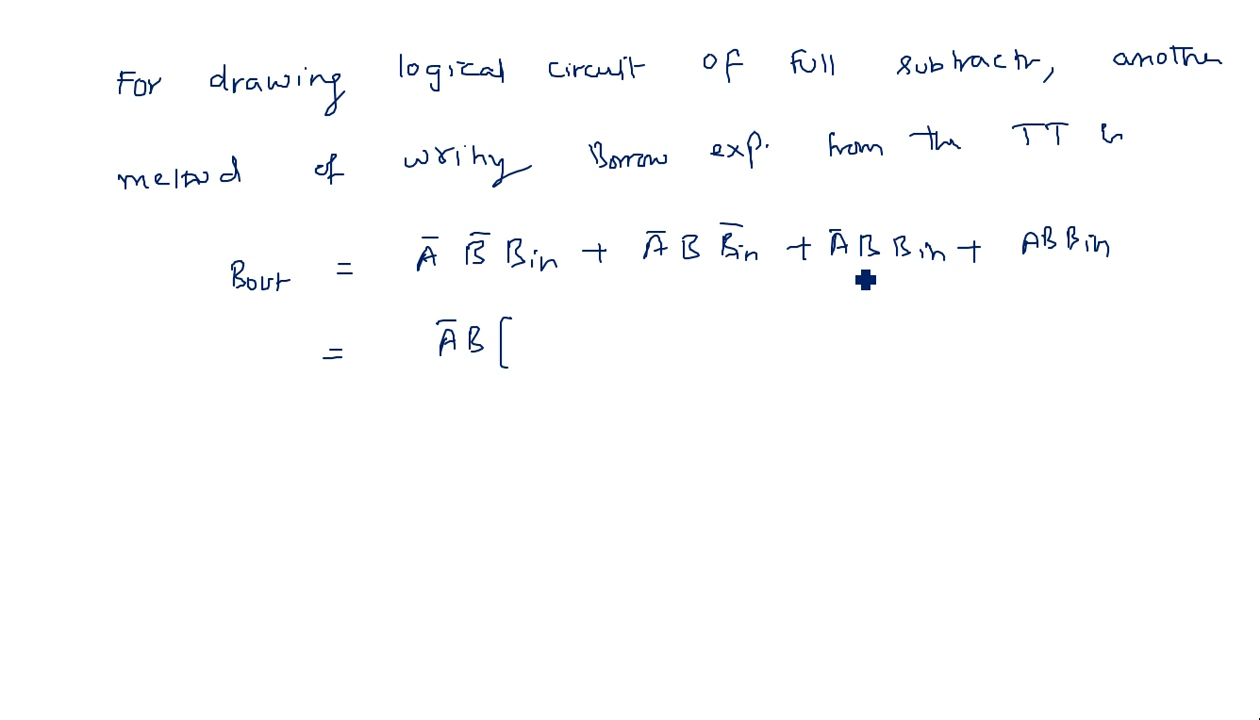 For drawing logical circuit of full subtractr, another
method of writing Borrow exp. from the TT is
Bout = A̅ B̅ Bin + A̅ B B̅in + A̅ B Bin + A B Bin
= A̅ B [